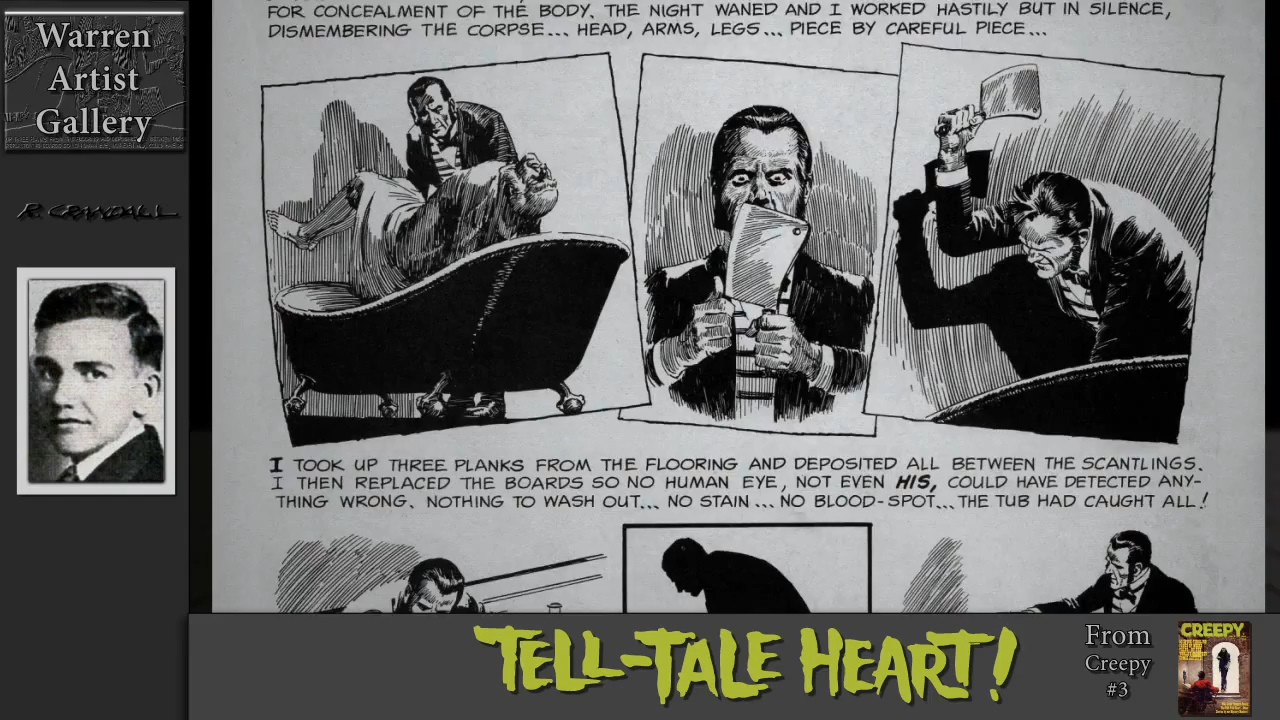 Warren
Artist
Gallery
R. CRANDALL
FOR CONCEALMENT OF THE BODY. THE NIGHT WANED AND I WORKED HASTILY BUT IN SILENCE,
DISMEMBERING THE CORPSE... HEAD, ARMS, LEGS... PIECE BY CAREFUL PIECE...
I TOOK UP THREE PLANKS FROM THE FLOORING AND DEPOSITED ALL BETWEEN THE SCANTLINGS.
I THEN REPLACED THE BOARDS SO NO HUMAN EYE, NOT EVEN HIS, COULD HAVE DETECTED ANY-
THING WRONG. NOTHING TO WASH OUT... NO STAIN... NO BLOOD-SPOT... THE TUB HAD CAUGHT ALL!
TELL-TALE HEART!
From
Creepy
#3
CREEPY